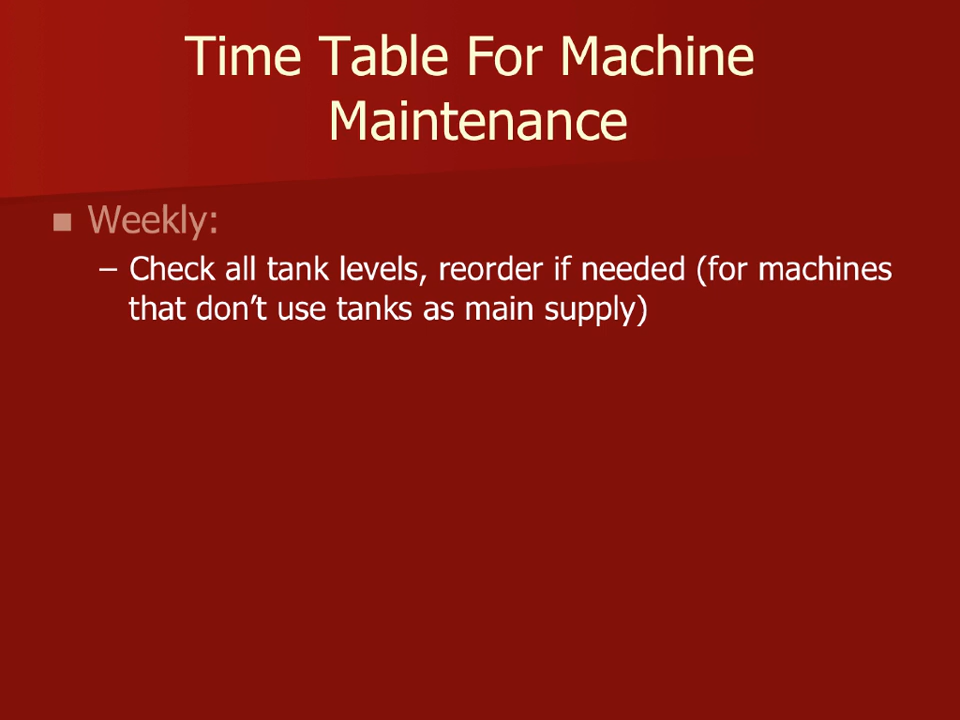 Time Table For Machine
Maintenance
■ Weekly:
– Check all tank levels, reorder if needed (for machines
that don’t use tanks as main supply)